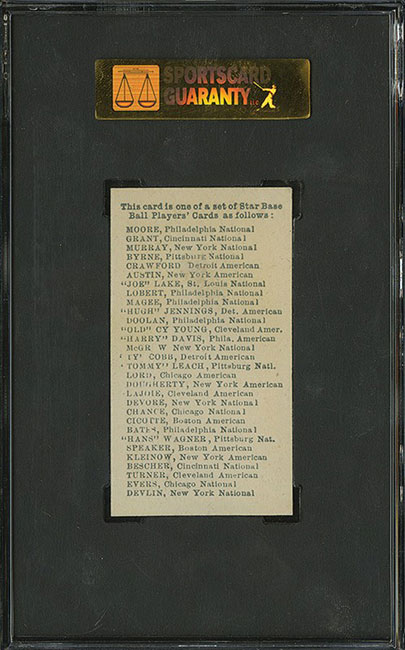 SPORTSCARD
GUARANTY LLC
This card is one of a set of Star Base
Ball Players' Cards as follows:
MOORE, Philadelphia National
GRANT, Cincinnati National
MURRAY, New York National
BYRNE, Pittsburg National
CRAWFORD Detroit American
AUSTIN, New York American
"JOE" LAKE, St. Louis National
LOBERT, Philadelphia National
MAGEE, Philadelphia National
"HUGH" JENNINGS, Det. American
DOOLAN, Philadelphia National
"OLD" CY YOUNG, Cleveland Amer.
"HARRY" DAVIS, Phila. American
McGR W New York National
'TY' COBB, Detroit American
'TOMMY" LEACH, Pittsburg Natl.
LORD, Chicago American
DOUGHERTY, New York American
LAJOIE, Cleveland American
DEVORE, New York National
CHANCE, Chicago National
CICOTTE, Boston American
BATES, Philadelphia National
"HANS" WAGNER, Pittsburg Nat.
SPEAKER, Boston American
KLEINOW, New York American
BESCHER, Cincinnati National
TURNER, Cleveland American
EVERS, Chicago National
DEVLIN, New York National